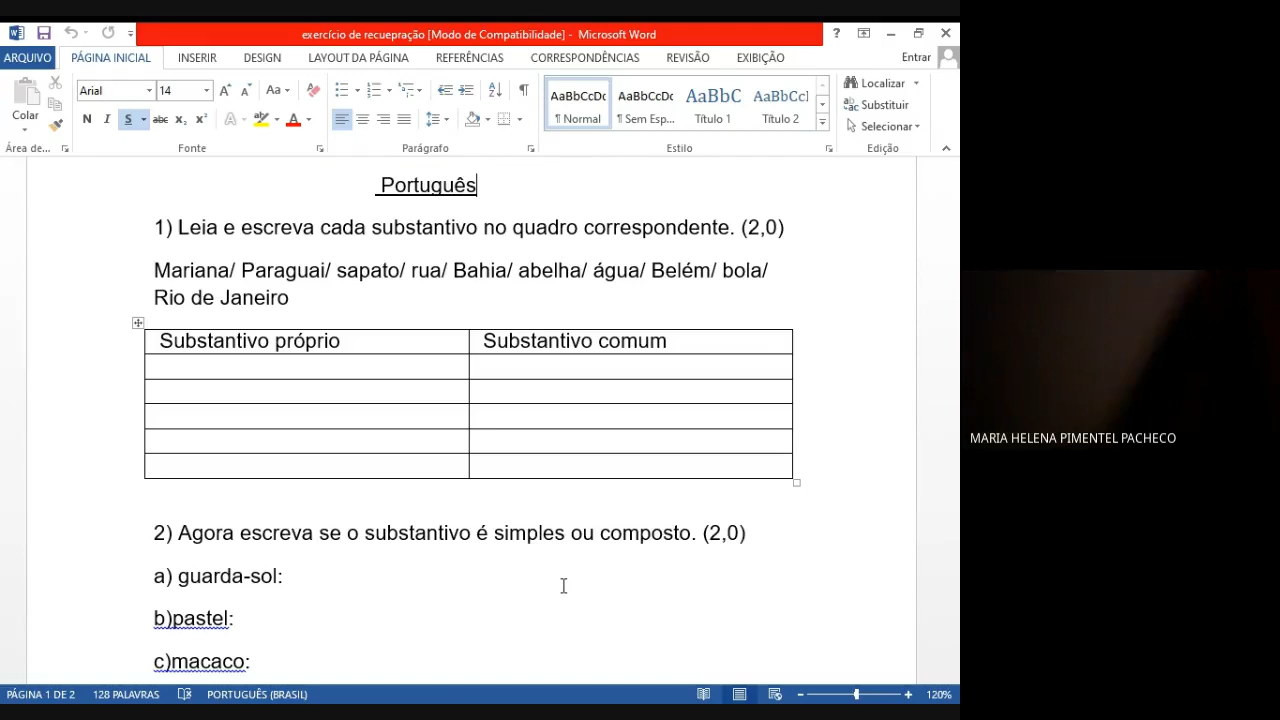 exercício de recuepração [Modo de Compatibilidade] - Microsoft Word
ARQUIVO PÁGINA INICIAL INSERIR DESIGN LAYOUT DA PÁGINA REFERÊNCIAS CORRESPONDÊNCIAS REVISÃO EXIBIÇÃO Entrar
Colar
Arial 14
AaBbCcDc AaBbCcDc AaBbC AaBbCcI
¶ Normal ¶ Sem Esp... Título 1 Título 2
Localizar
Substituir
Selecionar
Área de... Fonte Parágrafo Estilo Edição
Português
1) Leia e escreva cada substantivo no quadro correspondente. (2,0)
Mariana/ Paraguai/ sapato/ rua/ Bahia/ abelha/ água/ Belém/ bola/
Rio de Janeiro
Substantivo próprio Substantivo comum
2) Agora escreva se o substantivo é simples ou composto. (2,0)
a) guarda-sol:
b)pastel:
c)macaco:
PÁGINA 1 DE 2 128 PALAVRAS PORTUGUÊS (BRASIL) 120%
MARIA HELENA PIMENTEL PACHECO